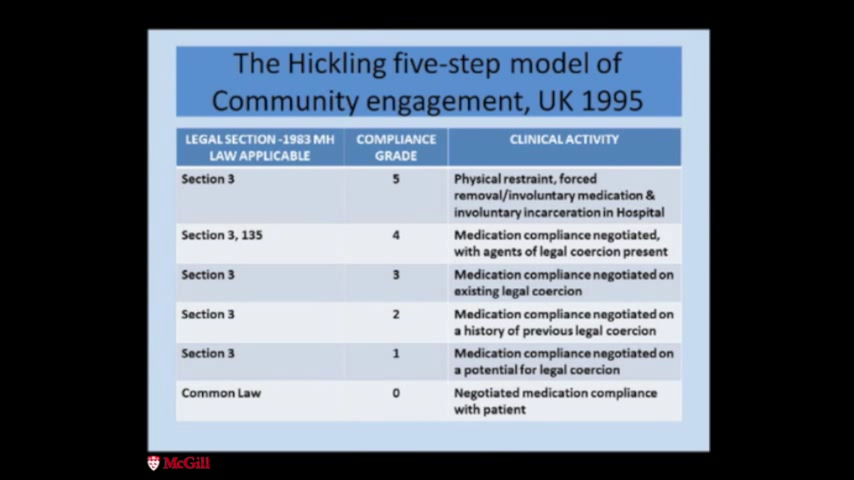 The Hickling five-step model of
Community engagement, UK 1995
LEGAL SECTION -1983 MH
LAW APPLICABLE
COMPLIANCE
GRADE
CLINICAL ACTIVITY
Section 3
5
Physical restraint, forced
removal/involuntary medication &
involuntary incarceration in Hospital
Section 3, 135
4
Medication compliance negotiated,
with agents of legal coercion present
Section 3
3
Medication compliance negotiated on
existing legal coercion
Section 3
2
Medication compliance negotiated on
a history of previous legal coercion
Section 3
1
Medication compliance negotiated on
a potential for legal coercion
Common Law
0
Negotiated medication compliance
with patient
McGill